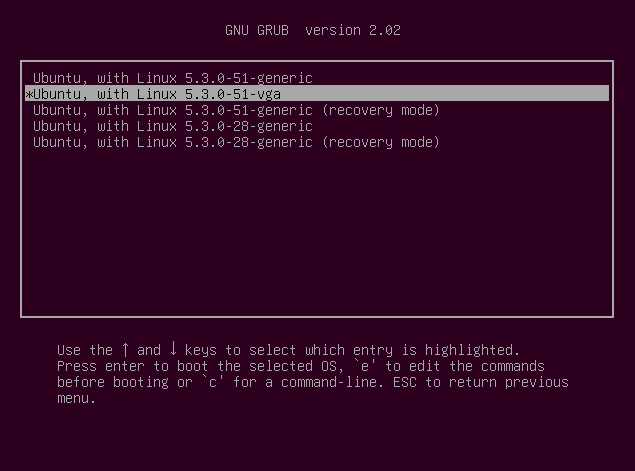 GNU GRUB  version 2.02
Ubuntu, with Linux 5.3.0-51-generic
*Ubuntu, with Linux 5.3.0-51-vga
Ubuntu, with Linux 5.3.0-51-generic (recovery mode)
Ubuntu, with Linux 5.3.0-28-generic
Ubuntu, with Linux 5.3.0-28-generic (recovery mode)
Use the ↑ and ↓ keys to select which entry is highlighted.
Press enter to boot the selected OS, `e' to edit the commands
before booting or `c' for a command-line. ESC to return previous
menu.